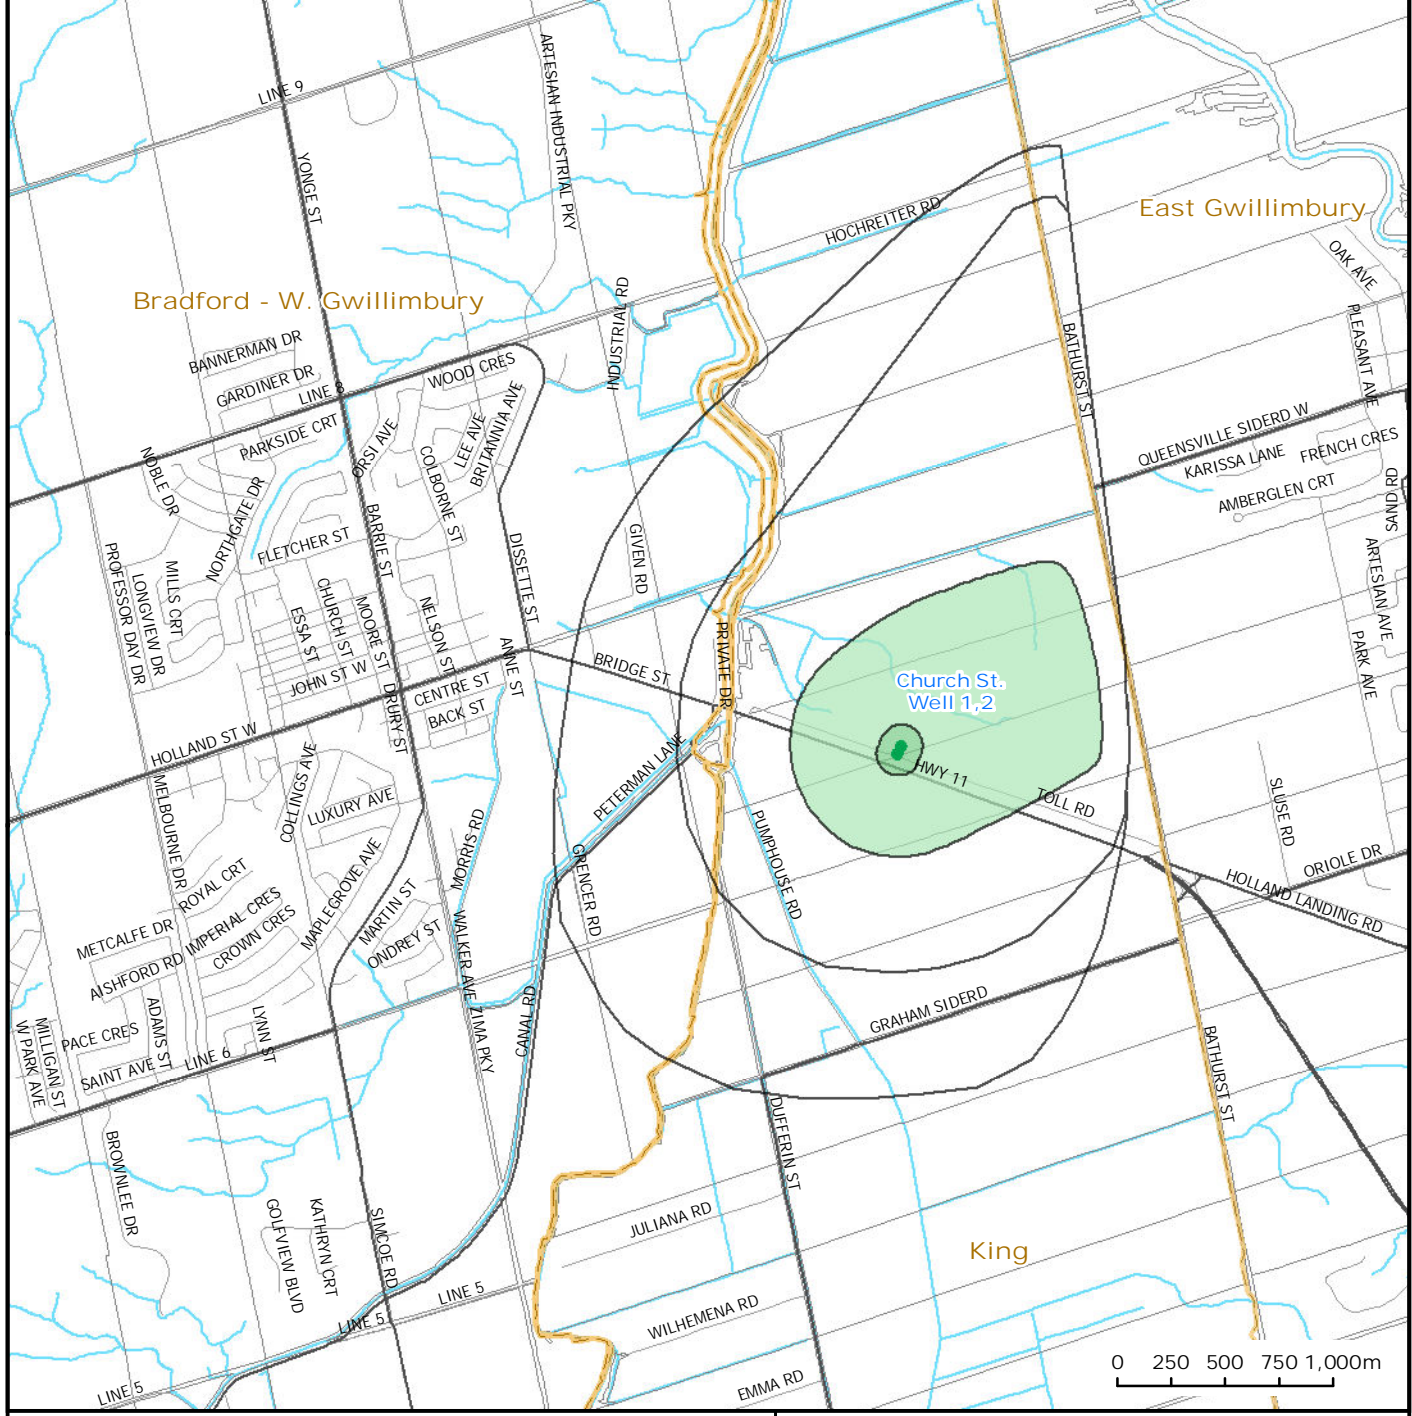 ARTESIAN INDUSTRIAL PKY
LINE 9
YONGE ST
East Gwillimbury
HOCHREITER RD
OAK AVE
Bradford - W. Gwillimbury
INDUSTRIAL RD
PLEASANT AVE
BANNERMAN DR
BATHURST ST
GARDINER DR
WOOD CRES
LINE 8
PARKSIDE CRT
ORSI AVE
LEE AVE
BRITANNIA AVE
QUEENSVILLE SIDERD W
FRENCH CRES
KARISSA LANE
NOBLE DR
COLBORNE ST
AMBERGLEN CRT
SAND RD
NORTHGATE DR
BARRIE ST
FLETCHER ST
DISSETTE ST
GIVEN RD
ARTESIAN AVE
PROFESSOR DAY DR
LONGVIEW DR
MILLS CRT
CHURCH ST
ESSA ST
MOORE ST
NELSON ST
PRIVATE DR
PARK AVE
ANNE ST
BRIDGE ST
JOHN ST W
CENTRE ST
DRURY ST
BACK ST
Church St.
Well 1,2
HOLLAND ST W
HWY 11
PETERMAN LANE
COLLINGS AVE
TOLL RD
LUXURY AVE
MELBOURNE DR
MORRIS RD
PUMPHOUSE RD
SLUSE RD
GRENCER RD
ORIOLE DR
ROYAL CRT
MAPLEGROVE AVE
HOLLAND LANDING RD
IMPERIAL CRES
MARTIN ST
METCALFE DR
CROWN CRES
ONDREY ST
WALKER AVE
AISHFORD RD
GRAHAM SIDERD
CANAL RD
ADAMS ST
LYNN ST
ZIMA PKY
PACE CRES
MILLIGAN ST
W PARK AVE
LINE 6
SAINT AVE
BATHURST ST
DUFFERIN ST
BROWNLEE DR
JULIANA RD
GOLFVIEW BLVD
KATHRYN CRT
SIMCOE RD
King
LINE 5
LINE 5
WILHEMENA RD
LINE 5
EMMA RD
0 250 500 750 1,000m